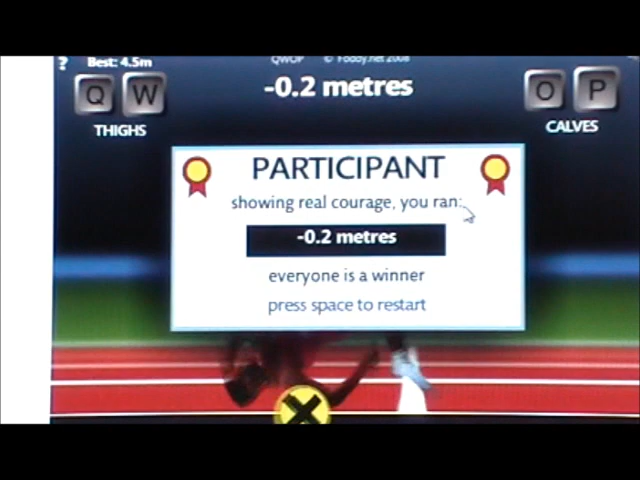 ?
Best: 4.5m
QWOP © Foddy.net 2008
-0.2 metres
Q W
O P
THIGHS
CALVES
PARTICIPANT
showing real courage, you ran:
-0.2 metres
everyone is a winner
press space to restart